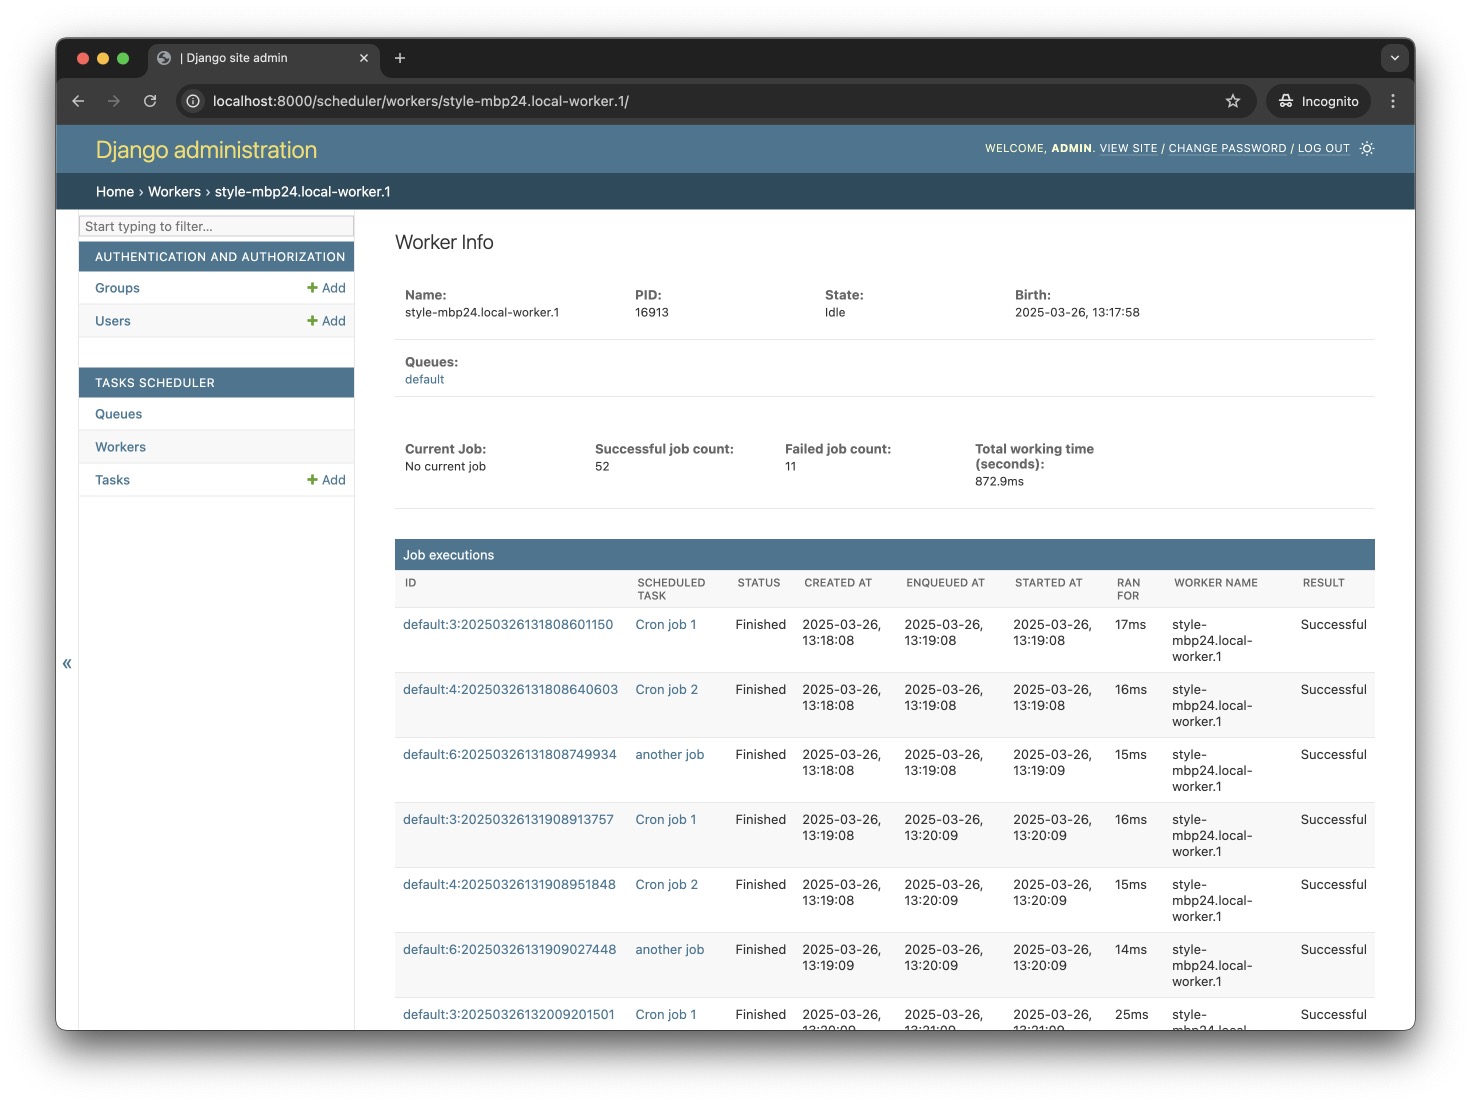 | Django site admin
localhost:8000/scheduler/workers/style-mbp24.local-worker.1/
Incognito
Django administration
WELCOME, ADMIN. VIEW SITE / CHANGE PASSWORD / LOG OUT
Home › Workers › style-mbp24.local-worker.1
Start typing to filter...
AUTHENTICATION AND AUTHORIZATION
Groups + Add
Users + Add
TASKS SCHEDULER
Queues
Workers
Tasks + Add
«
Worker Info
Name: PID: State: Birth:
style-mbp24.local-worker.1 16913 Idle 2025-03-26, 13:17:58
Queues:
default
Current Job: Successful job count: Failed job count: Total working time
(seconds):
No current job 52 11
872.9ms
Job executions
ID SCHEDULED STATUS CREATED AT ENQUEUED AT STARTED AT RAN WORKER NAME RESULT
TASK FOR
default:3:20250326131808601150 Cron job 1 Finished 2025-03-26, 2025-03-26, 2025-03-26, 17ms style- Successful
13:18:08 13:19:08 13:19:08 mbp24.local-
worker.1
default:4:20250326131808640603 Cron job 2 Finished 2025-03-26, 2025-03-26, 2025-03-26, 16ms style- Successful
13:18:08 13:19:08 13:19:08 mbp24.local-
worker.1
default:6:20250326131808749934 another job Finished 2025-03-26, 2025-03-26, 2025-03-26, 15ms style- Successful
13:18:08 13:19:08 13:19:09 mbp24.local-
worker.1
default:3:20250326131908913757 Cron job 1 Finished 2025-03-26, 2025-03-26, 2025-03-26, 16ms style- Successful
13:19:08 13:20:09 13:20:09 mbp24.local-
worker.1
default:4:20250326131908951848 Cron job 2 Finished 2025-03-26, 2025-03-26, 2025-03-26, 15ms style- Successful
13:19:08 13:20:09 13:20:09 mbp24.local-
worker.1
default:6:20250326131909027448 another job Finished 2025-03-26, 2025-03-26, 2025-03-26, 14ms style- Successful
13:19:09 13:20:09 13:20:09 mbp24.local-
worker.1
default:3:20250326132009201501 Cron job 1 Finished 2025-03-26, 2025-03-26, 2025-03-26, 25ms style- Successful